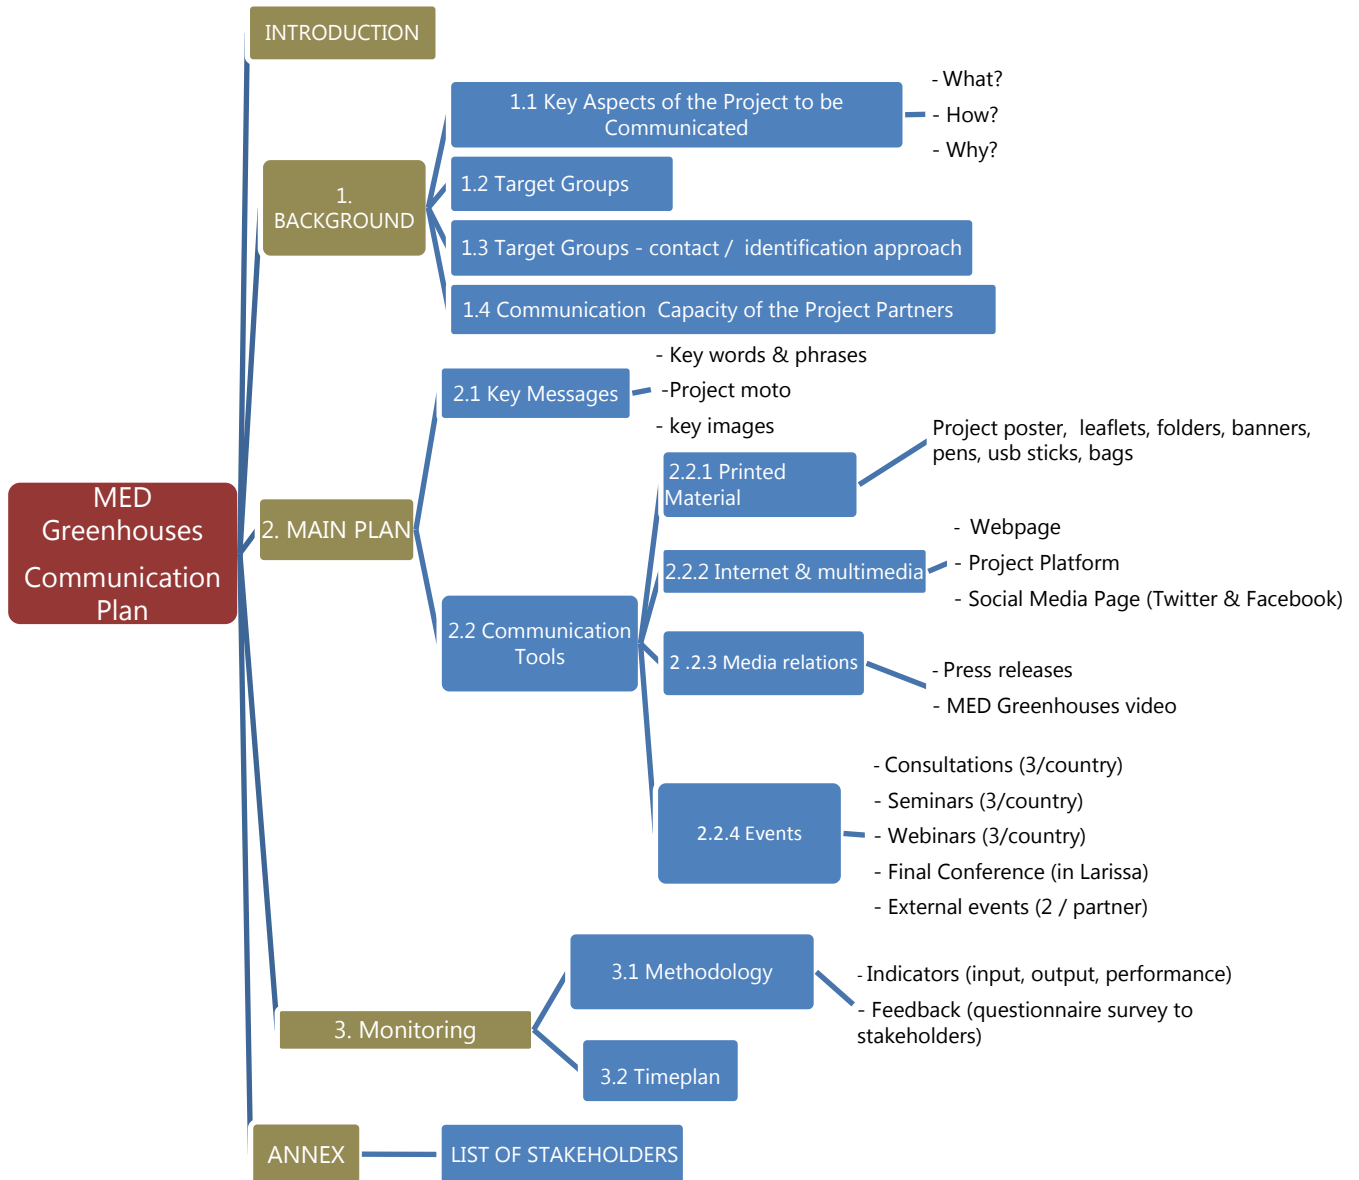 INTRODUCTION
1.
BACKGROUND
1.1 Key Aspects of the Project to be
Communicated
- What?
- How?
- Why?
1.2 Target Groups
1.3 Target Groups - contact / identification approach
1.4 Communication Capacity of the Project Partners
MED
Greenhouses
Communication
Plan
2. MAIN PLAN
2.1 Key Messages
- Key words & phrases
-Project moto
- key images
2.2 Communication
Tools
2.2.1 Printed
Material
Project poster, leaflets, folders, banners,
pens, usb sticks, bags
2.2.2 Internet & multimedia
- Webpage
- Project Platform
- Social Media Page (Twitter & Facebook)
2 .2.3 Media relations
- Press releases
- MED Greenhouses video
2.2.4 Events
- Consultations (3/country)
- Seminars (3/country)
- Webinars (3/country)
- Final Conference (in Larissa)
- External events (2 / partner)
3. Monitoring
3.1 Methodology
- Indicators (input, output, performance)
- Feedback (questionnaire survey to
stakeholders)
3.2 Timeplan
ANNEX
LIST OF STAKEHOLDERS